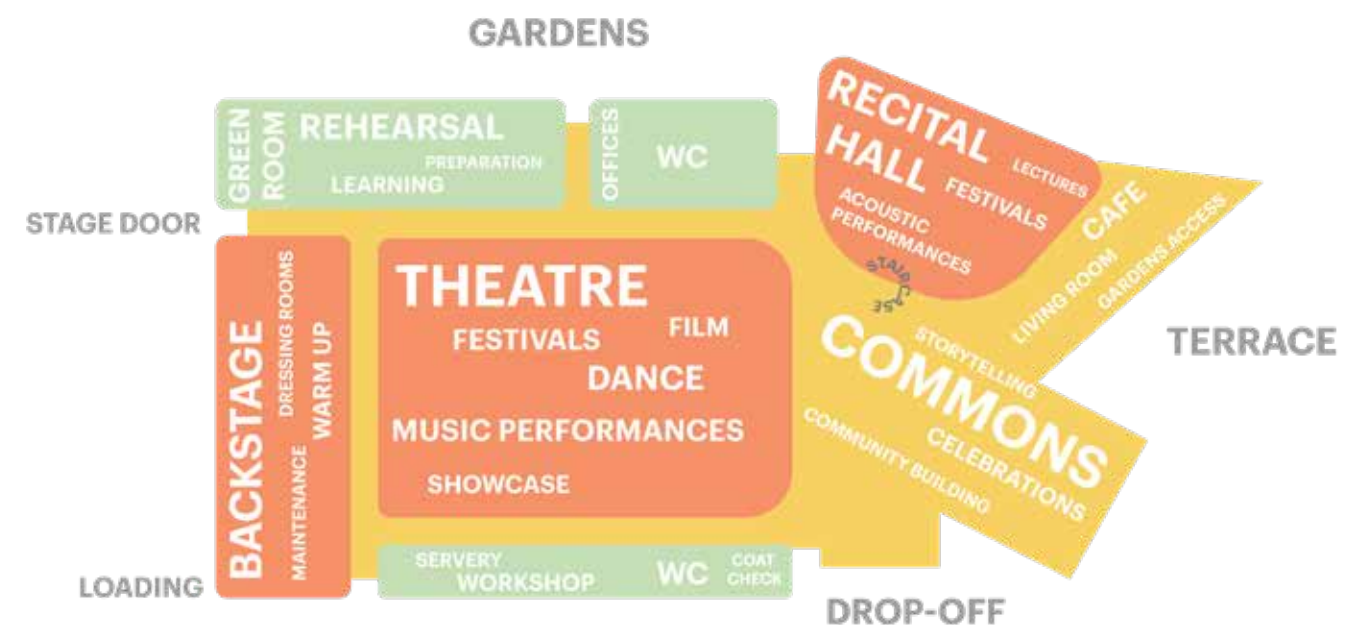 GARDENS
GREEN
ROOM
REHEARSAL
PREPARATION
LEARNING
OFFICES
WC
RECITAL
HALL
LECTURES
FESTIVALS
ACOUSTIC
PERFORMANCES
CAFE
LIVING ROOM
GARDENS ACCESS
STAGE DOOR
STAIRCASE
BACKSTAGE
DRESSING ROOMS
WARM UP
MAINTENANCE
THEATRE
FESTIVALS
FILM
DANCE
MUSIC PERFORMANCES
SHOWCASE
STORYTELLING
COMMONS
CELEBRATIONS
COMMUNITY BUILDING
TERRACE
LOADING
SERVERY
WORKSHOP
WC
COAT
CHECK
DROP-OFF